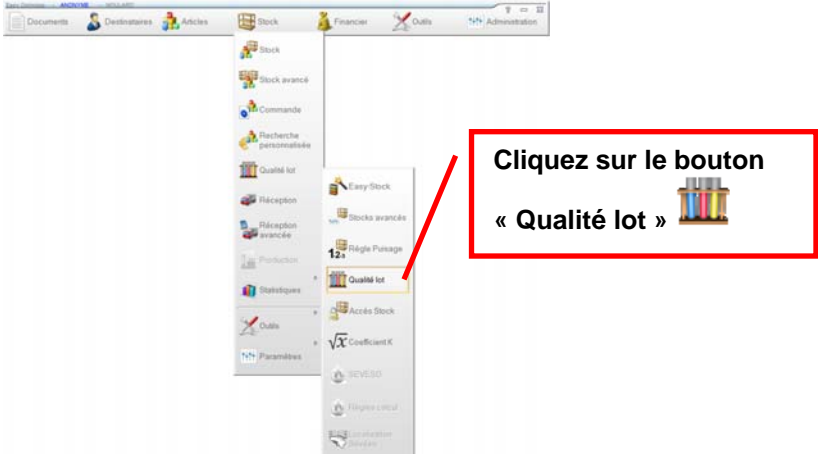 ANONYME
Documents Destinataires Articles Stock Financier Outils Administration
Stock
Stock avancé
Commande
Recherche
personnalisée
Qualité lot
Réception
Réception
avancée
Production
Statistiques
Outils
Paramètres
Easy-Stock
Stocks avancés
Règle Puisage
Qualité lot
Accès Stock
Coefficient K
SEVESO
Règles calcul
Cliquez sur le bouton
« Qualité lot »